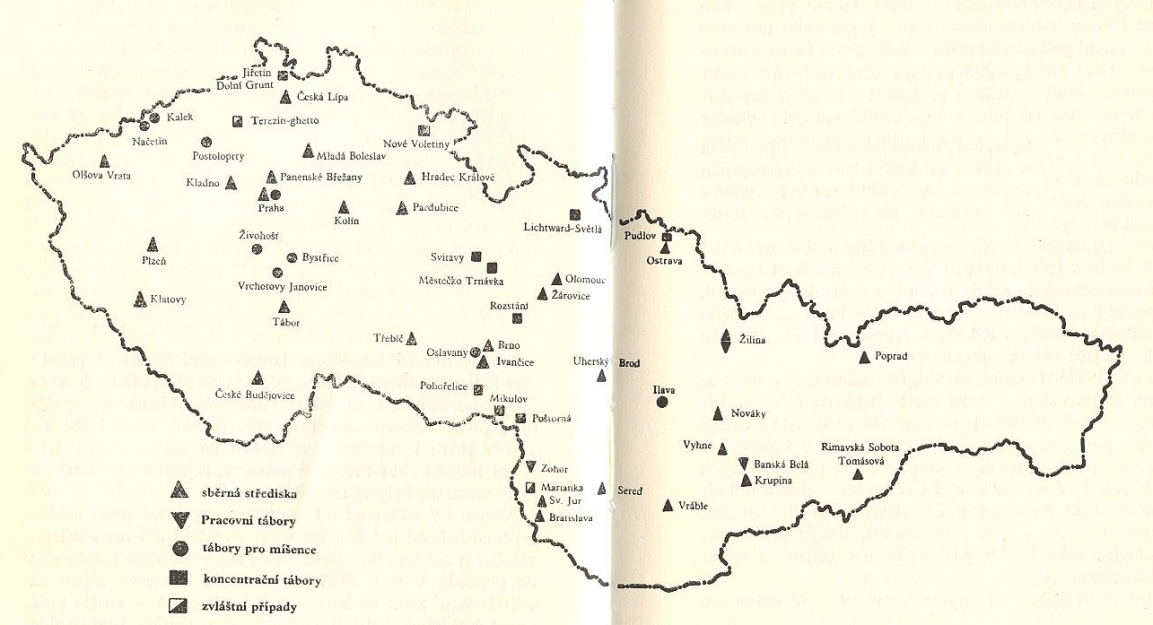 Jiřetín
Dolní Grunt
Česká Lípa
Kalek
Načetín
Terezín-ghetto
Postoloprty
Nové Voletiny
Mladá Boleslav
Olšova Vrata
Kladno
Panenské Břežany
Hradec Králové
Praha
Kolín
Pardubice
Lichtward-Světlá
Pudlov
Ostrava
Živohošť
Bystřice
Plzeň
Vrchotovy Janovice
Svitavy
Městečko Trnávka
Olomouc
Žárovice
Klatovy
Tábor
Rozstání
Třebíč
Oslavany
Brno
Ivančice
Uherský Brod
Žilina
Poprad
České Budějovice
Pohořelice
Mikulov
Poštorná
Ilava
Nováky
Vyhne
Banská Belá
Krupina
Rimavská Sobota
Tomásová
Zohor
Marianka
Sv. Jur
Bratislava
Sereď
Vráble
sběrná střediska
Pracovní tábory
tábory pro míšence
koncentrační tábory
zvláštní případy